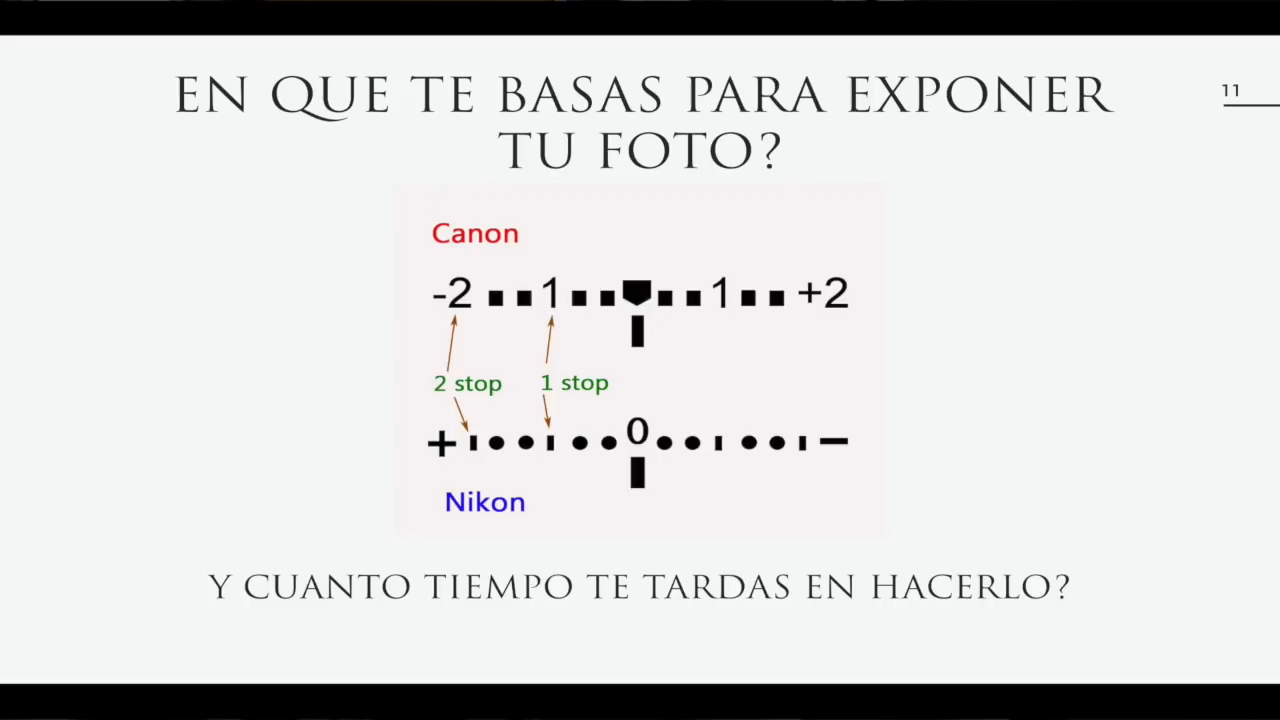 EN QUE TE BASAS PARA EXPONER
TU FOTO?
11
Canon
-2 1 1 +2
2 stop 1 stop
+ 0 −
Nikon
Y CUANTO TIEMPO TE TARDAS EN HACERLO?